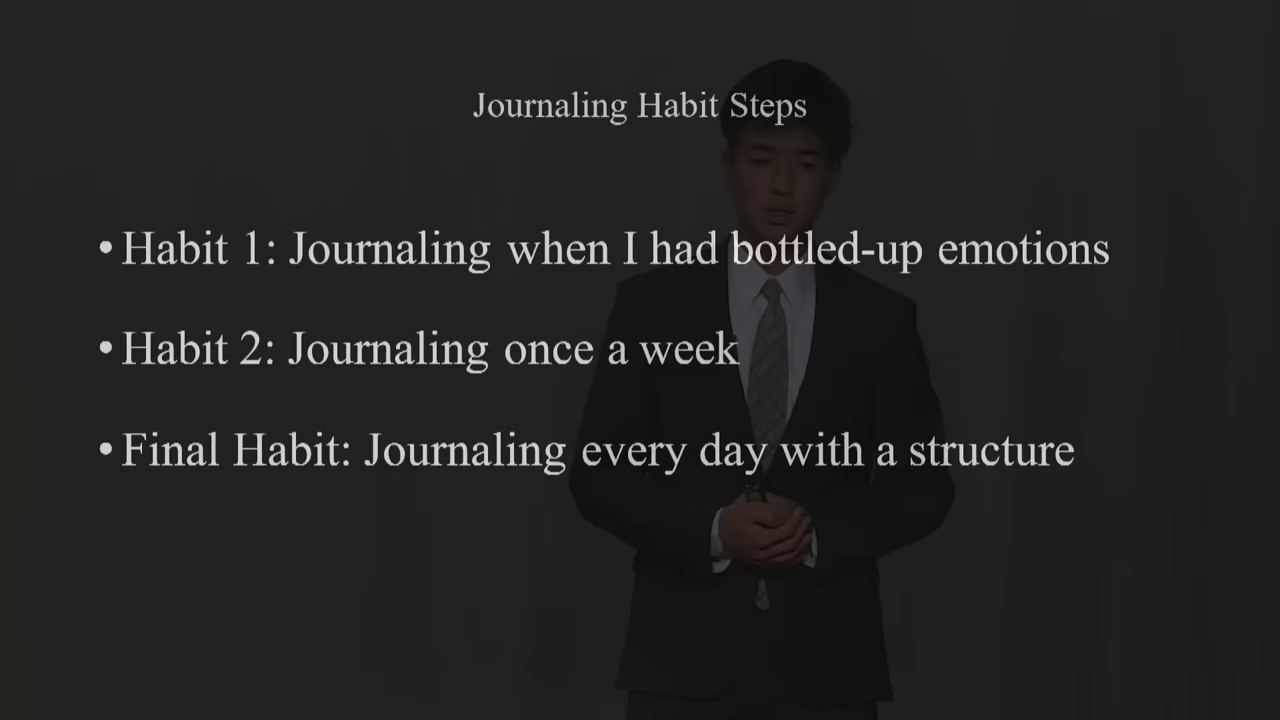 Journaling Habit Steps
• Habit 1: Journaling when I had bottled-up emotions
• Habit 2: Journaling once a week
• Final Habit: Journaling every day with a structure